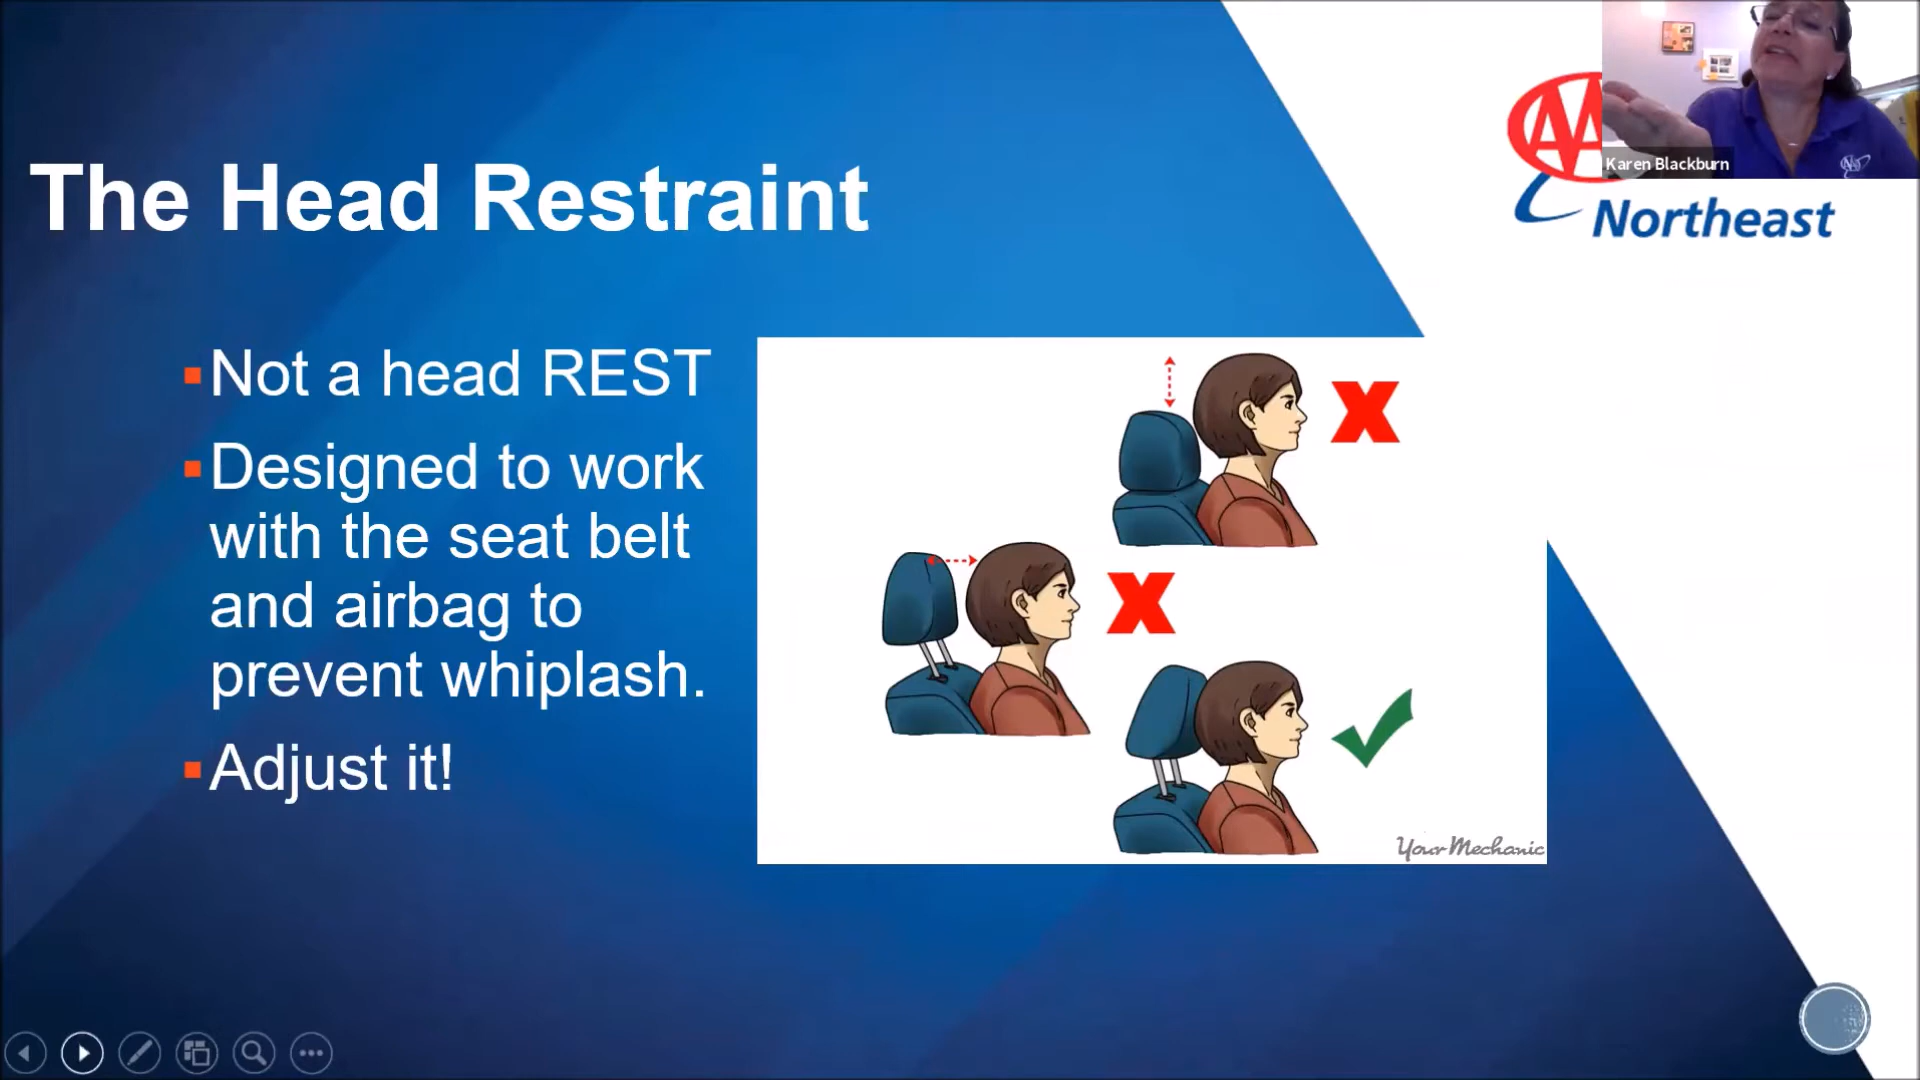 The Head Restraint
Not a head REST
Designed to work
with the seat belt
and airbag to
prevent whiplash.
Adjust it!
X
X
YourMechanic
AA
Northeast
Karen Blackburn